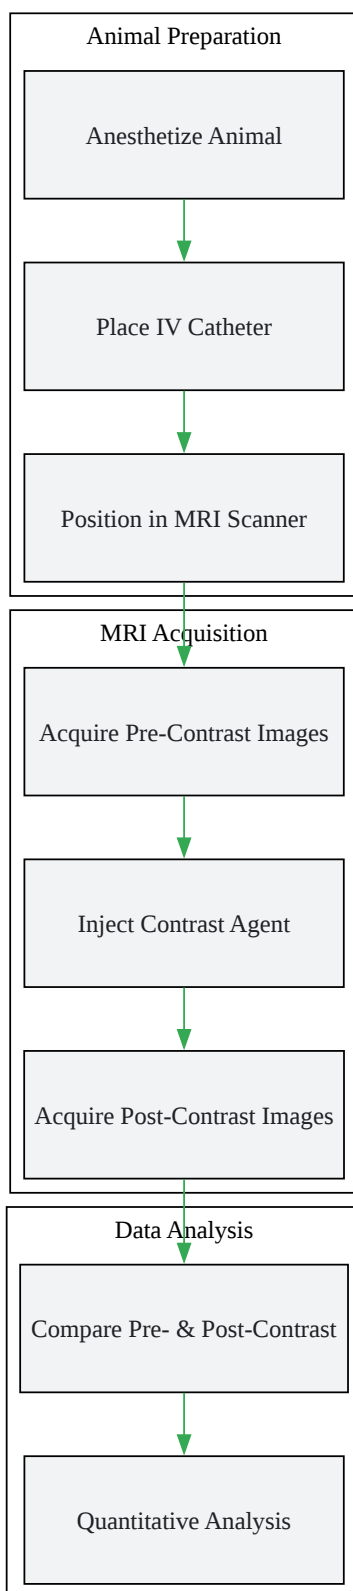 Animal Preparation
Anesthetize Animal
Place IV Catheter
Position in MRI Scanner
MRI Acquisition
Acquire Pre-Contrast Images
Inject Contrast Agent
Acquire Post-Contrast Images
Data Analysis
Compare Pre- & Post-Contrast
Quantitative Analysis